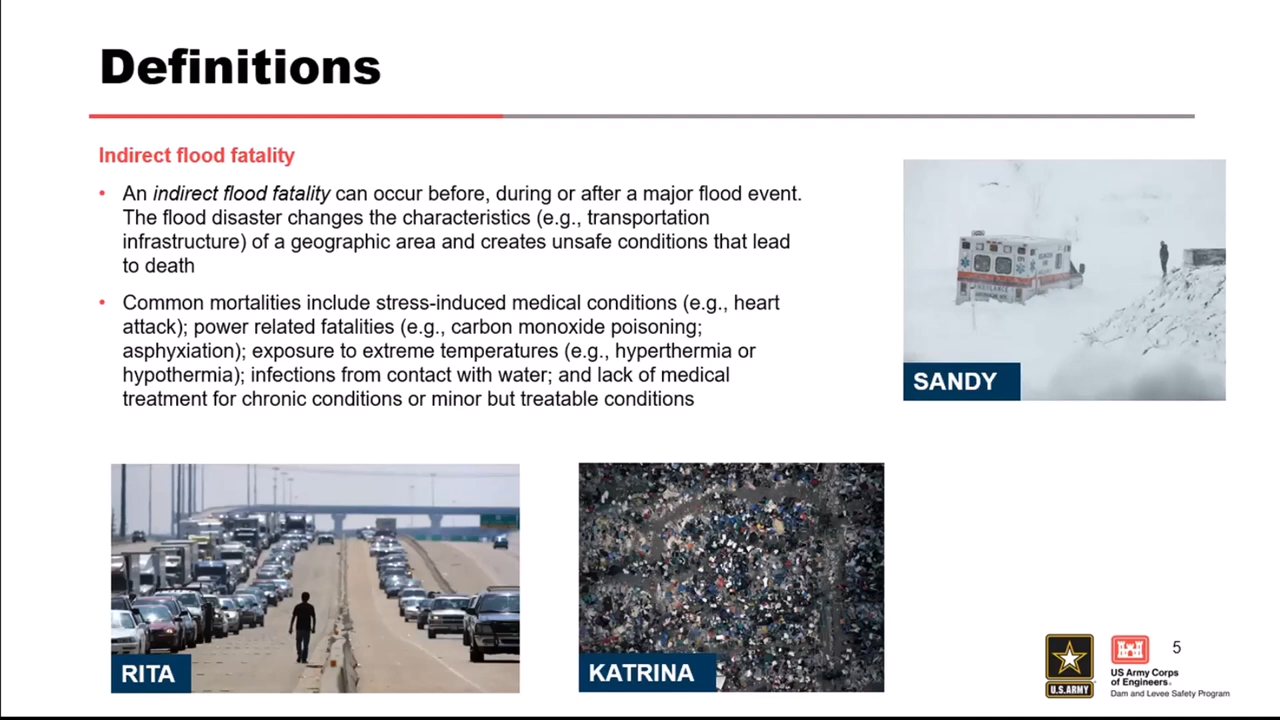 Definitions
Indirect flood fatality
• An indirect flood fatality can occur before, during or after a major flood event.
The flood disaster changes the characteristics (e.g., transportation
infrastructure) of a geographic area and creates unsafe conditions that lead
to death
• Common mortalities include stress-induced medical conditions (e.g., heart
attack); power related fatalities (e.g., carbon monoxide poisoning;
asphyxiation); exposure to extreme temperatures (e.g., hyperthermia or
hypothermia); infections from contact with water; and lack of medical
treatment for chronic conditions or minor but treatable conditions
AMBULANCE
SANDY
RITA
KATRINA
U.S.ARMY
US Army Corps
of Engineers®
Dam and Levee Safety Program
5